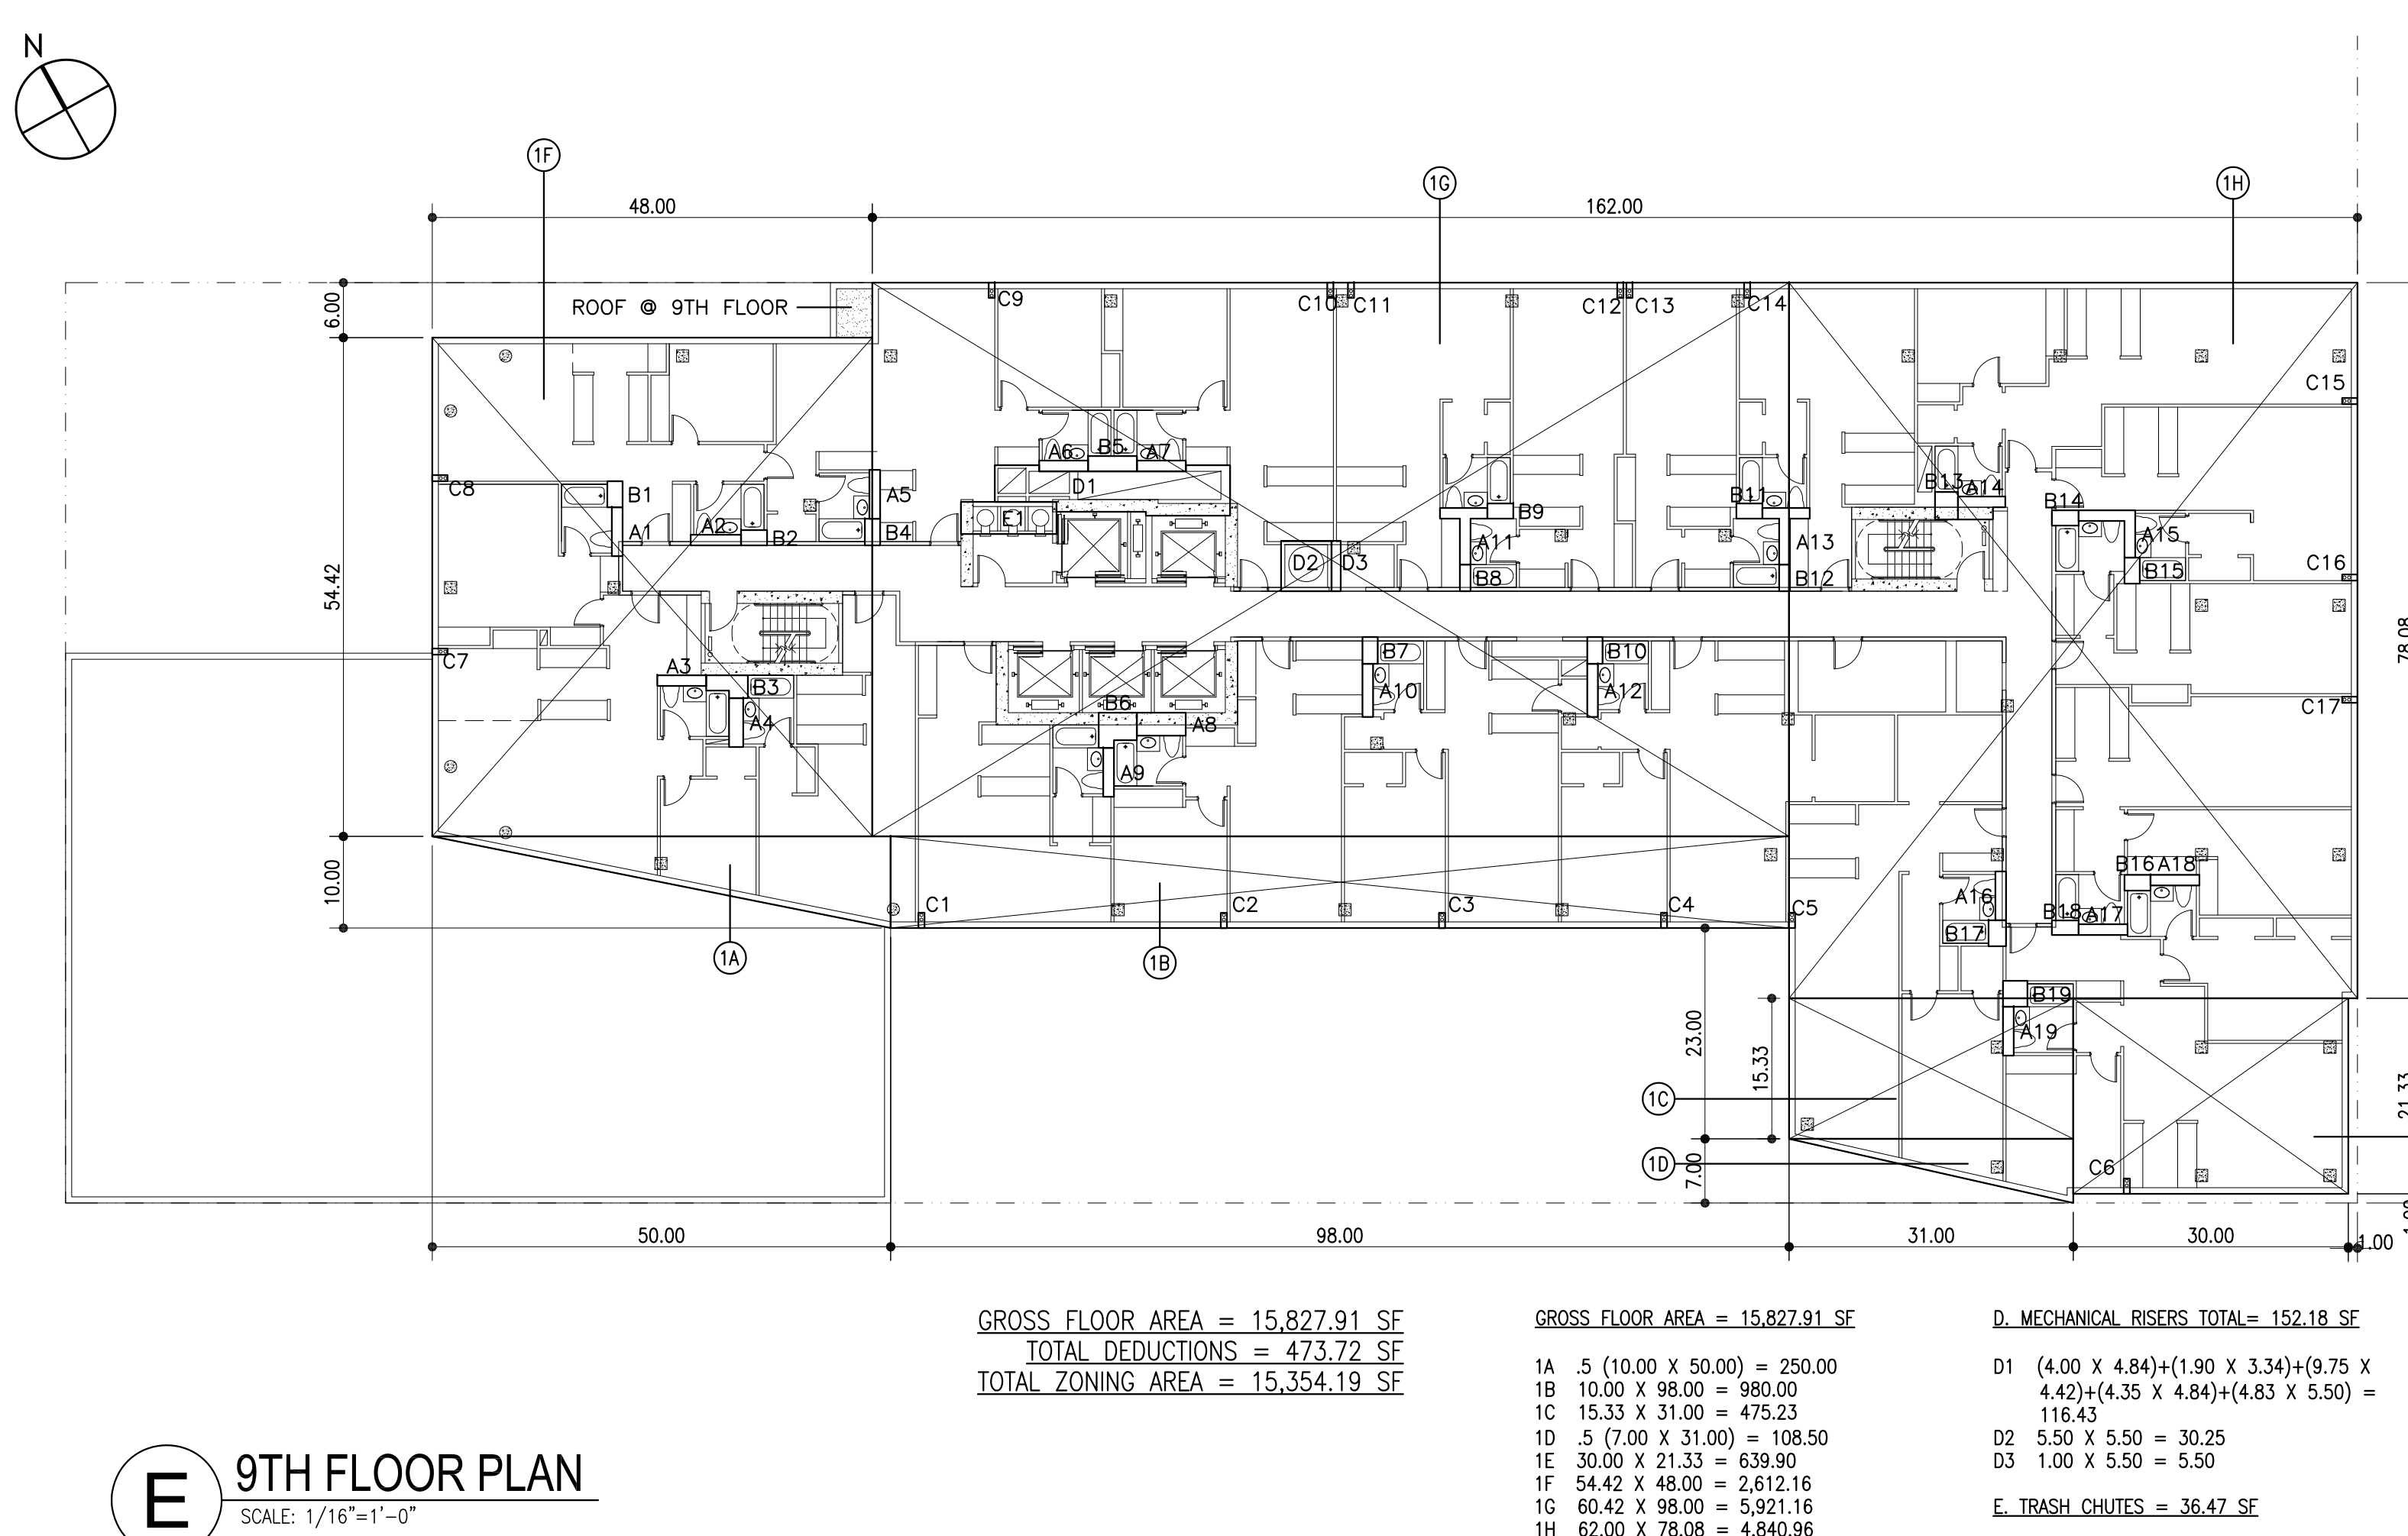 N
1F
1G
1H
48.00
162.00
6.00
ROOF @ 9TH FLOOR
C9
C10
C11
C12
C13
C14
C15
A6
B5
A7
D1
C8
B1
A5
B9
B11
B13
A14
B14
A1
A2
B2
B4
E1
A11
A13
A15
54.42
D2
D3
B8
B12
B15
C16
C7
A3
B3
A4
B6
A8
B7
A10
B10
A12
78.08
C17
A9
10.00
C1
C2
C3
C4
C5
A16
B17
B16
A18
B18
A17
1A
1B
B19
A19
23.00
15.33
21.33
1C
1D
7.00
C6
50.00
98.00
31.00
30.00
1.00
1.00
GROSS FLOOR AREA = 15,827.91 SF
TOTAL DEDUCTIONS = 473.72 SF
TOTAL ZONING AREA = 15,354.19 SF
GROSS FLOOR AREA = 15,827.91 SF
1A .5 (10.00 X 50.00) = 250.00
1B 10.00 X 98.00 = 980.00
1C 15.33 X 31.00 = 475.23
1D .5 (7.00 X 31.00) = 108.50
1E 30.00 X 21.33 = 639.90
1F 54.42 X 48.00 = 2,612.16
1G 60.42 X 98.00 = 5,921.16
1H 62.00 X 78.08 = 4,840.96
D. MECHANICAL RISERS TOTAL= 152.18 SF
D1 (4.00 X 4.84)+(1.90 X 3.34)+(9.75 X
4.42)+(4.35 X 4.84)+(4.83 X 5.50) =
116.43
D2 5.50 X 5.50 = 30.25
D3 1.00 X 5.50 = 5.50
E. TRASH CHUTES = 36.47 SF
E
9TH FLOOR PLAN
SCALE: 1/16"=1'-0"